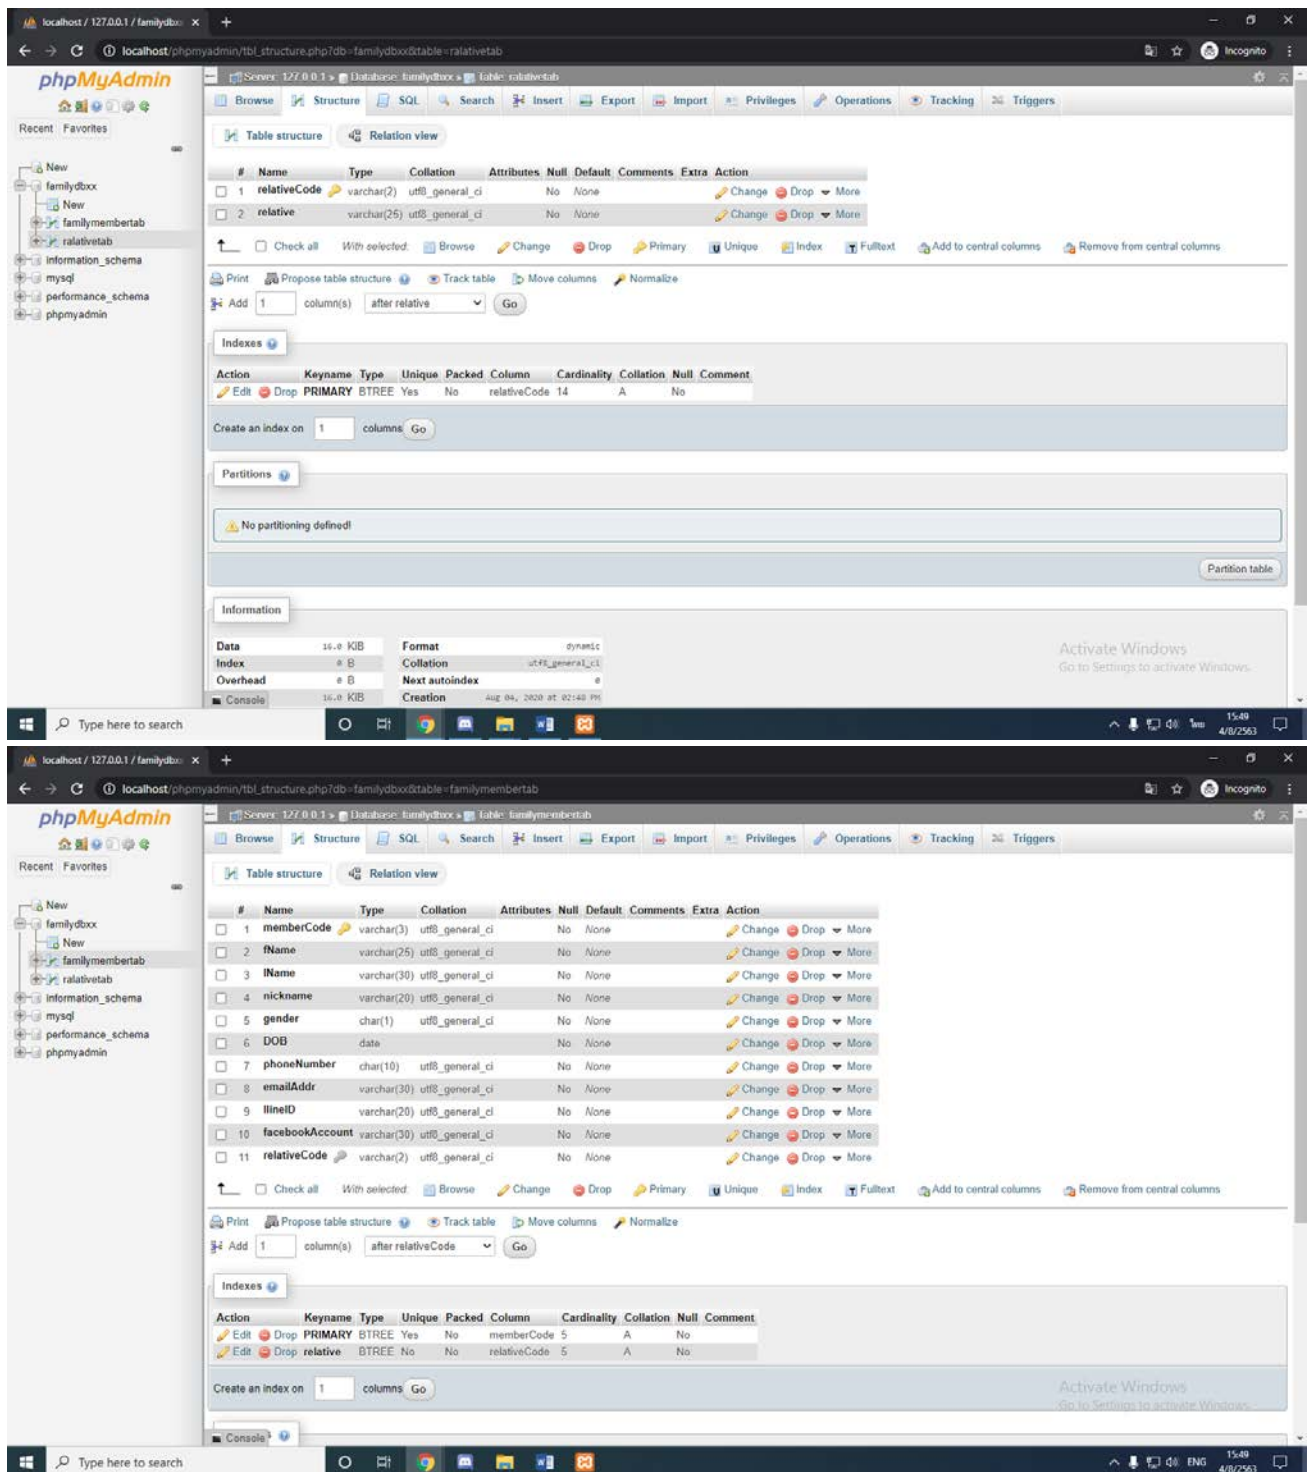 localhost / 127.0.0.1 / familydbx
localhost/phpmyadmin/tbl_structure.php?db=familydbxx&table=ralativetab
Incognito
phpMyAdmin
Recent Favorites
New
familydbxx
New
familymembertab
ralativetab
information_schema
mysql
performance_schema
phpmyadmin
Server: 127.0.0.1 » Database: familydbxx » Table: ralativetab
Browse Structure SQL Search Insert Export Import Privileges Operations Tracking Triggers
Table structure Relation view
# Name Type Collation Attributes Null Default Comments Extra Action
1 relativeCode varchar(2) utf8_general_ci No None Change Drop More
2 relative varchar(25) utf8_general_ci No None Change Drop More
Check all With selected: Browse Change Drop Primary Unique Index Fulltext Add to central columns Remove from central columns
Print Propose table structure Track table Move columns Normalize
Add 1 column(s) after relative Go
Indexes
Action Keyname Type Unique Packed Column Cardinality Collation Null Comment
Edit Drop PRIMARY BTREE Yes No relativeCode 14 A No
Create an index on 1 columns Go
Partitions
No partitioning defined!
Partition table
Information
Data 16.0 KiB Format dynamic
Index 0 B Collation utf8_general_ci
Overhead 0 B Next autoindex 0
Console 16.0 KiB Creation Aug 04, 2020 at 02:40 PM
Activate Windows
Go to Settings to activate Windows.
Type here to search
ไทย
15:49
4/8/2563
localhost / 127.0.0.1 / familydbx
localhost/phpmyadmin/tbl_structure.php?db=familydbxx&table=familymembertab
Incognito
phpMyAdmin
Recent Favorites
New
familydbxx
New
familymembertab
ralativetab
information_schema
mysql
performance_schema
phpmyadmin
Server: 127.0.0.1 » Database: familydbxx » Table: familymembertab
Browse Structure SQL Search Insert Export Import Privileges Operations Tracking Triggers
Table structure Relation view
# Name Type Collation Attributes Null Default Comments Extra Action
1 memberCode varchar(3) utf8_general_ci No None Change Drop More
2 fName varchar(25) utf8_general_ci No None Change Drop More
3 lName varchar(30) utf8_general_ci No None Change Drop More
4 nickname varchar(20) utf8_general_ci No None Change Drop More
5 gender char(1) utf8_general_ci No None Change Drop More
6 DOB date No None Change Drop More
7 phoneNumber char(10) utf8_general_ci No None Change Drop More
8 emailAddr varchar(30) utf8_general_ci No None Change Drop More
9 llineID varchar(20) utf8_general_ci No None Change Drop More
10 facebookAccount varchar(30) utf8_general_ci No None Change Drop More
11 relativeCode varchar(2) utf8_general_ci No None Change Drop More
Check all With selected: Browse Change Drop Primary Unique Index Fulltext Add to central columns Remove from central columns
Print Propose table structure Track table Move columns Normalize
Add 1 column(s) after relativeCode Go
Indexes
Action Keyname Type Unique Packed Column Cardinality Collation Null Comment
Edit Drop PRIMARY BTREE Yes No memberCode 5 A No
Edit Drop relative BTREE No No relativeCode 5 A No
Create an index on 1 columns Go
Activate Windows
Go to Settings to activate Windows.
Console
Type here to search
ENG
15:49
4/8/2563